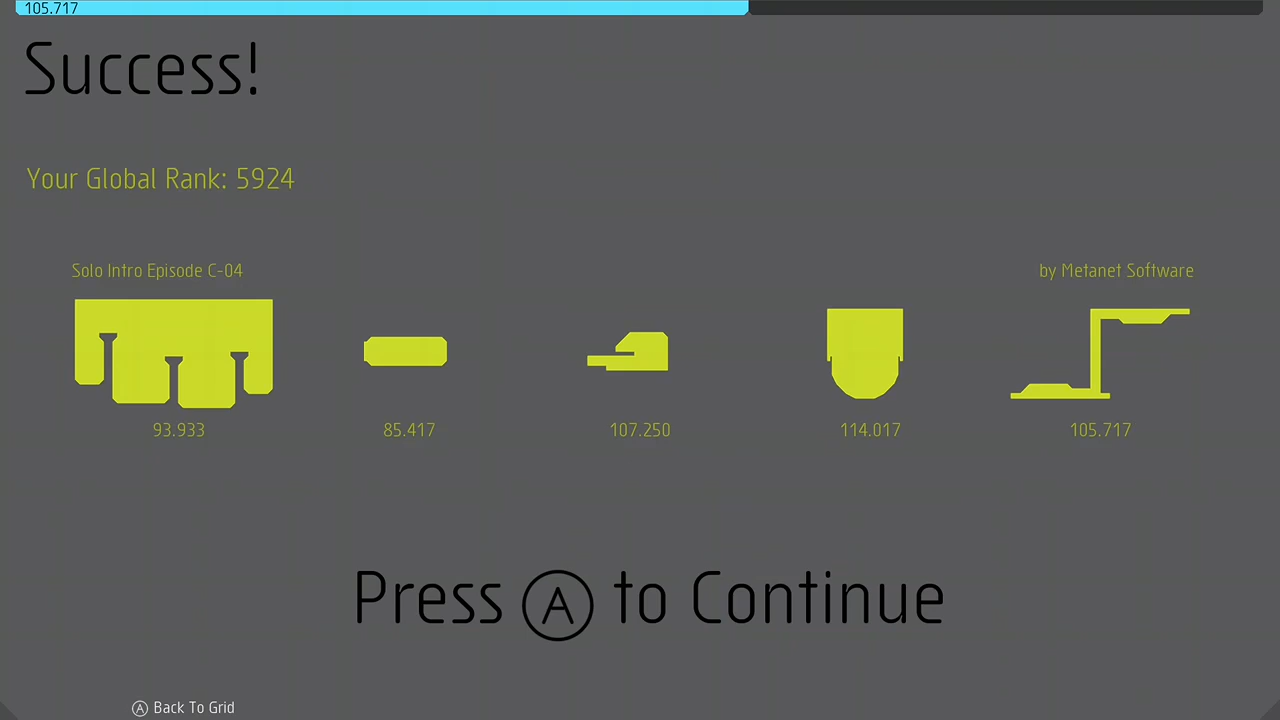 105.717
Success!
Your Global Rank: 5924
Solo Intro Episode C-04
by Metanet Software
93.933 85.417 107.250 114.017 105.717
Press A to Continue
A Back To Grid